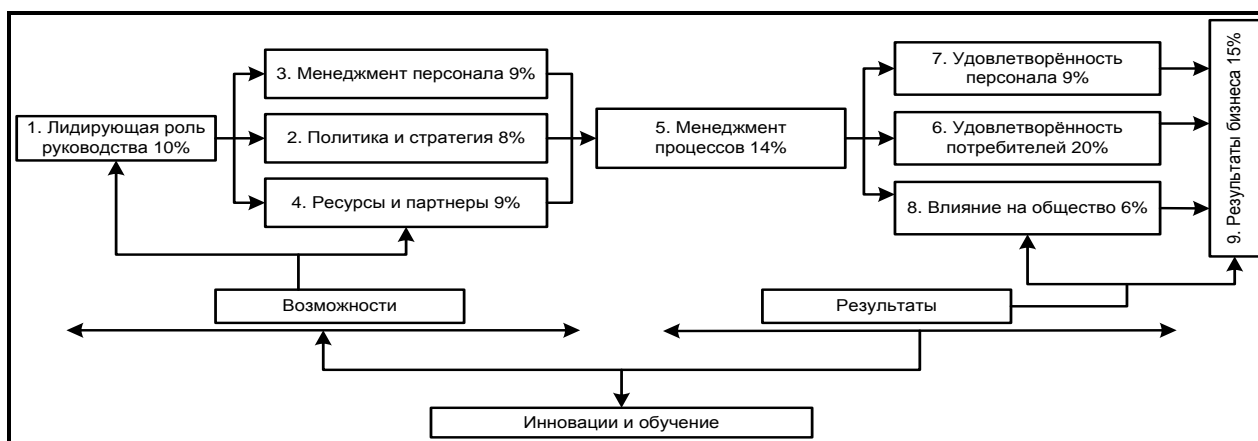 3. Менеджмент персонала 9%
1. Лидирующая роль
руководства 10%
2. Политика и стратегия 8%
4. Ресурсы и партнеры 9%
5. Менеджмент
процессов 14%
7. Удовлетворённость
персонала 9%
6. Удовлетворённость
потребителей 20%
8. Влияние на общество 6%
9. Результаты бизнеса 15%
Возможности
Результаты
Инновации и обучение